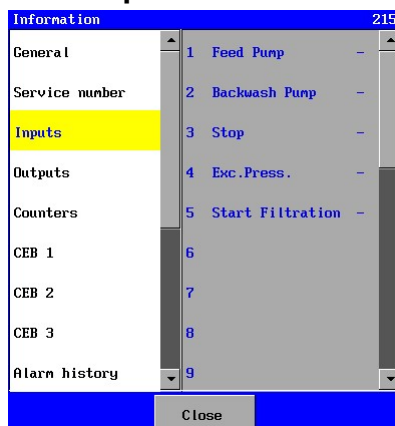 Information 215
General
Service number
Inputs
Outputs
Counters
CEB 1
CEB 2
CEB 3
Alarm history
1 Feed Pump -
2 Backwash Pump -
3 Stop -
4 Exc.Press. -
5 Start Filtration -
6
7
8
9
Close